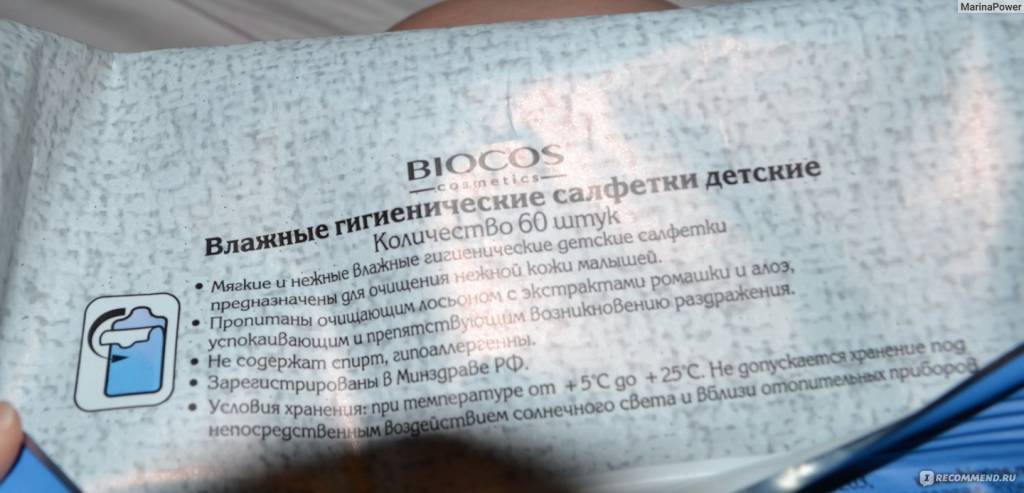 MarinaPower
BIOCOS
cosmetics
Влажные гигиенические салфетки детские
Количество 60 штук
• Мягкие и нежные влажные гигиенические детские салфетки
предназначены для очищения нежной кожи малышей.
• Пропитаны очищающим лосьоном с экстрактами ромашки и алоэ,
успокаивающим и препятствующим возникновению раздражения.
• Не содержат спирт, гипоаллергенны.
• Зарегистрированы в Минздраве РФ.
• Условия хранения: при температуре от +5°C до +25°C. Не допускается хранение под
непосредственным воздействием солнечного света и вблизи отопительных приборов.
IRECOMMEND.RU